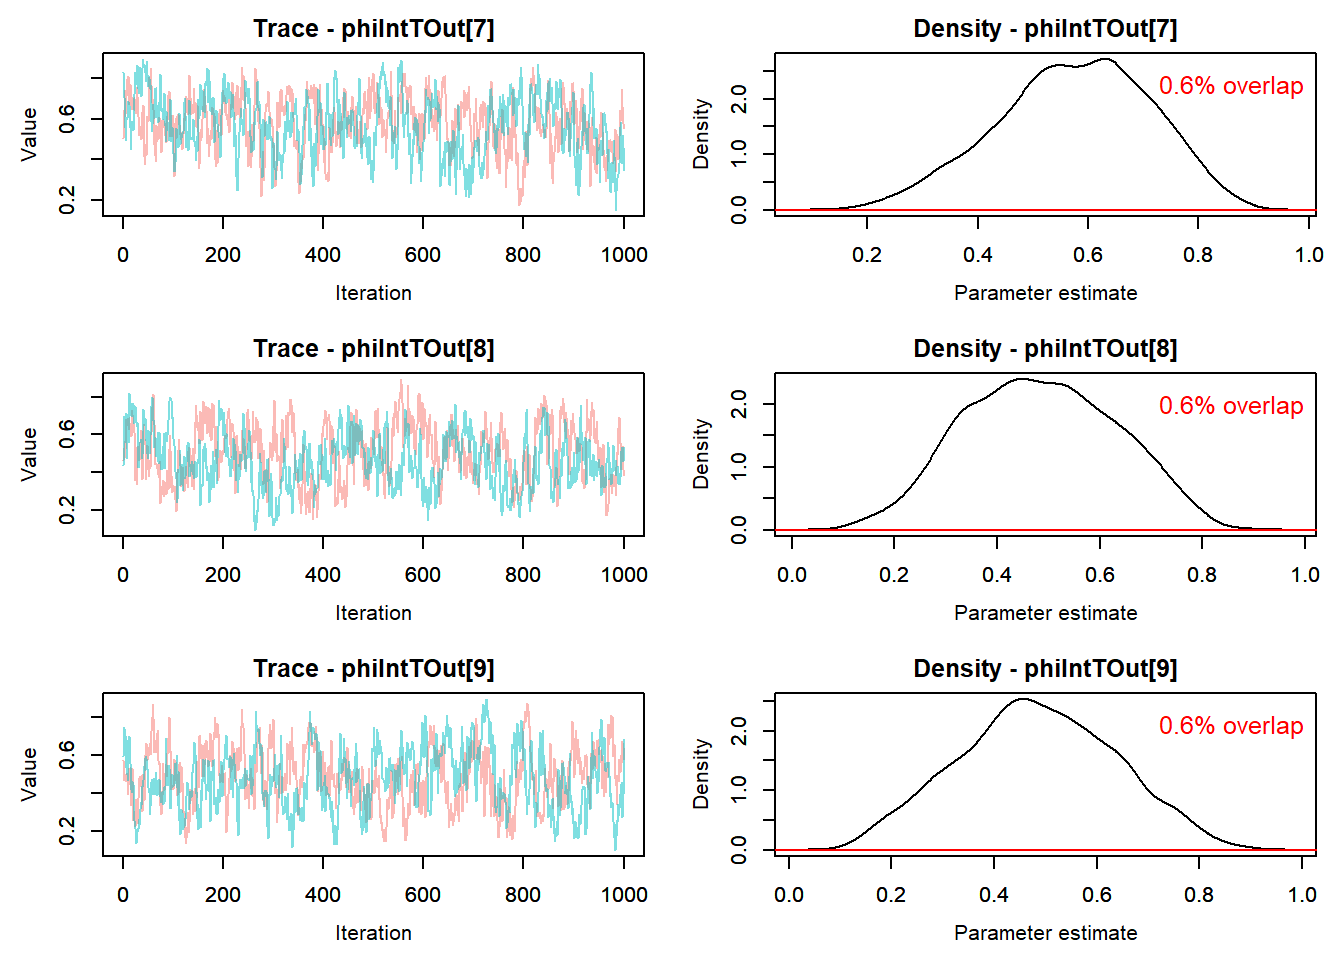 Trace - phiIntTOut[7]
Value
0.2 0.6
0 200 400 600 800 1000
Iteration
Density - phiIntTOut[7]
0.6% overlap
Density
0.0 1.0 2.0
0.2 0.4 0.6 0.8 1.0
Parameter estimate
Trace - phiIntTOut[8]
Value
0.2 0.6
0 200 400 600 800 1000
Iteration
Density - phiIntTOut[8]
0.6% overlap
Density
0.0 1.0 2.0
0.0 0.2 0.4 0.6 0.8 1.0
Parameter estimate
Trace - phiIntTOut[9]
Value
0.2 0.6
0 200 400 600 800 1000
Iteration
Density - phiIntTOut[9]
0.6% overlap
Density
0.0 1.0 2.0
0.0 0.2 0.4 0.6 0.8 1.0
Parameter estimate